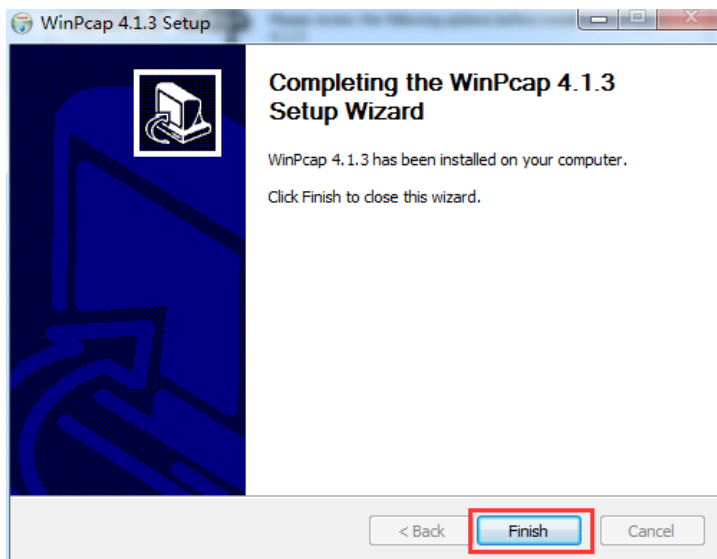 WinPcap 4.1.3 Setup
Completing the WinPcap 4.1.3
Setup Wizard
WinPcap 4.1.3 has been installed on your computer.
Click Finish to close this wizard.
< Back
Finish
Cancel